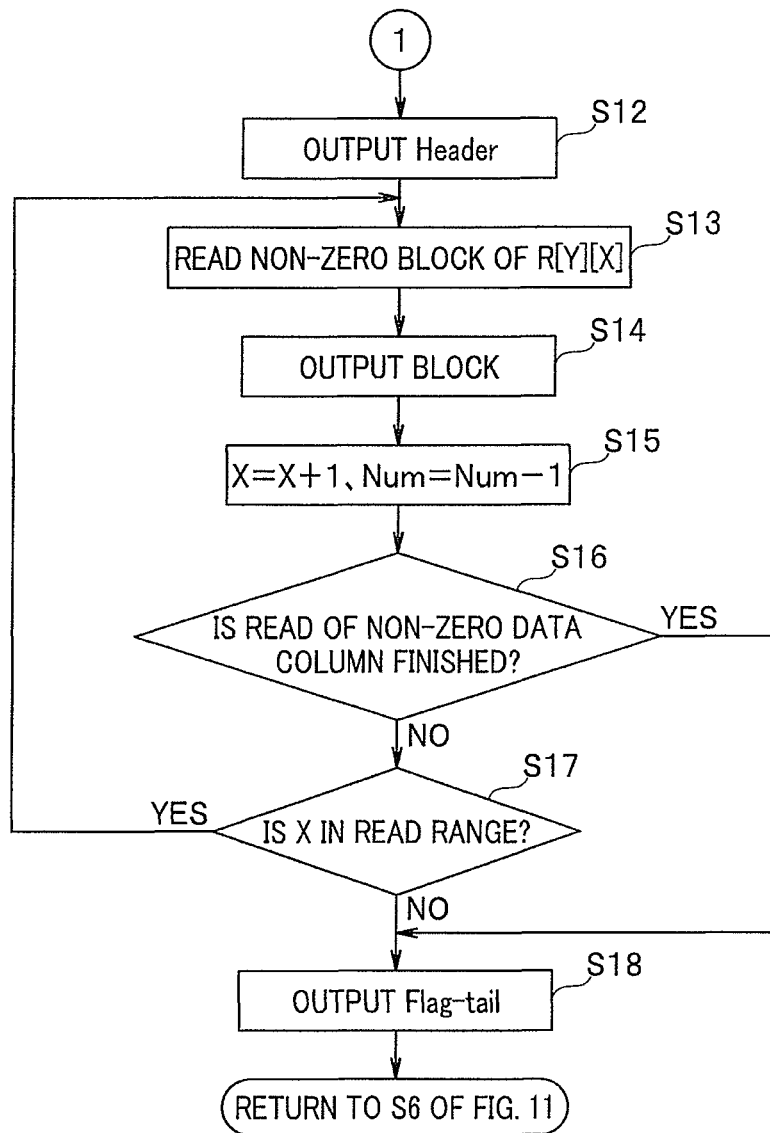 1
S12
OUTPUT Header
S13
READ NON-ZERO BLOCK OF R[Y][X]
S14
OUTPUT BLOCK
S15
X=X+1、Num=Num-1
S16
IS READ OF NON-ZERO DATA
COLUMN FINISHED?
YES
NO
S17
YES
IS X IN READ RANGE?
NO
S18
OUTPUT Flag-tail
RETURN TO S6 OF FIG. 11